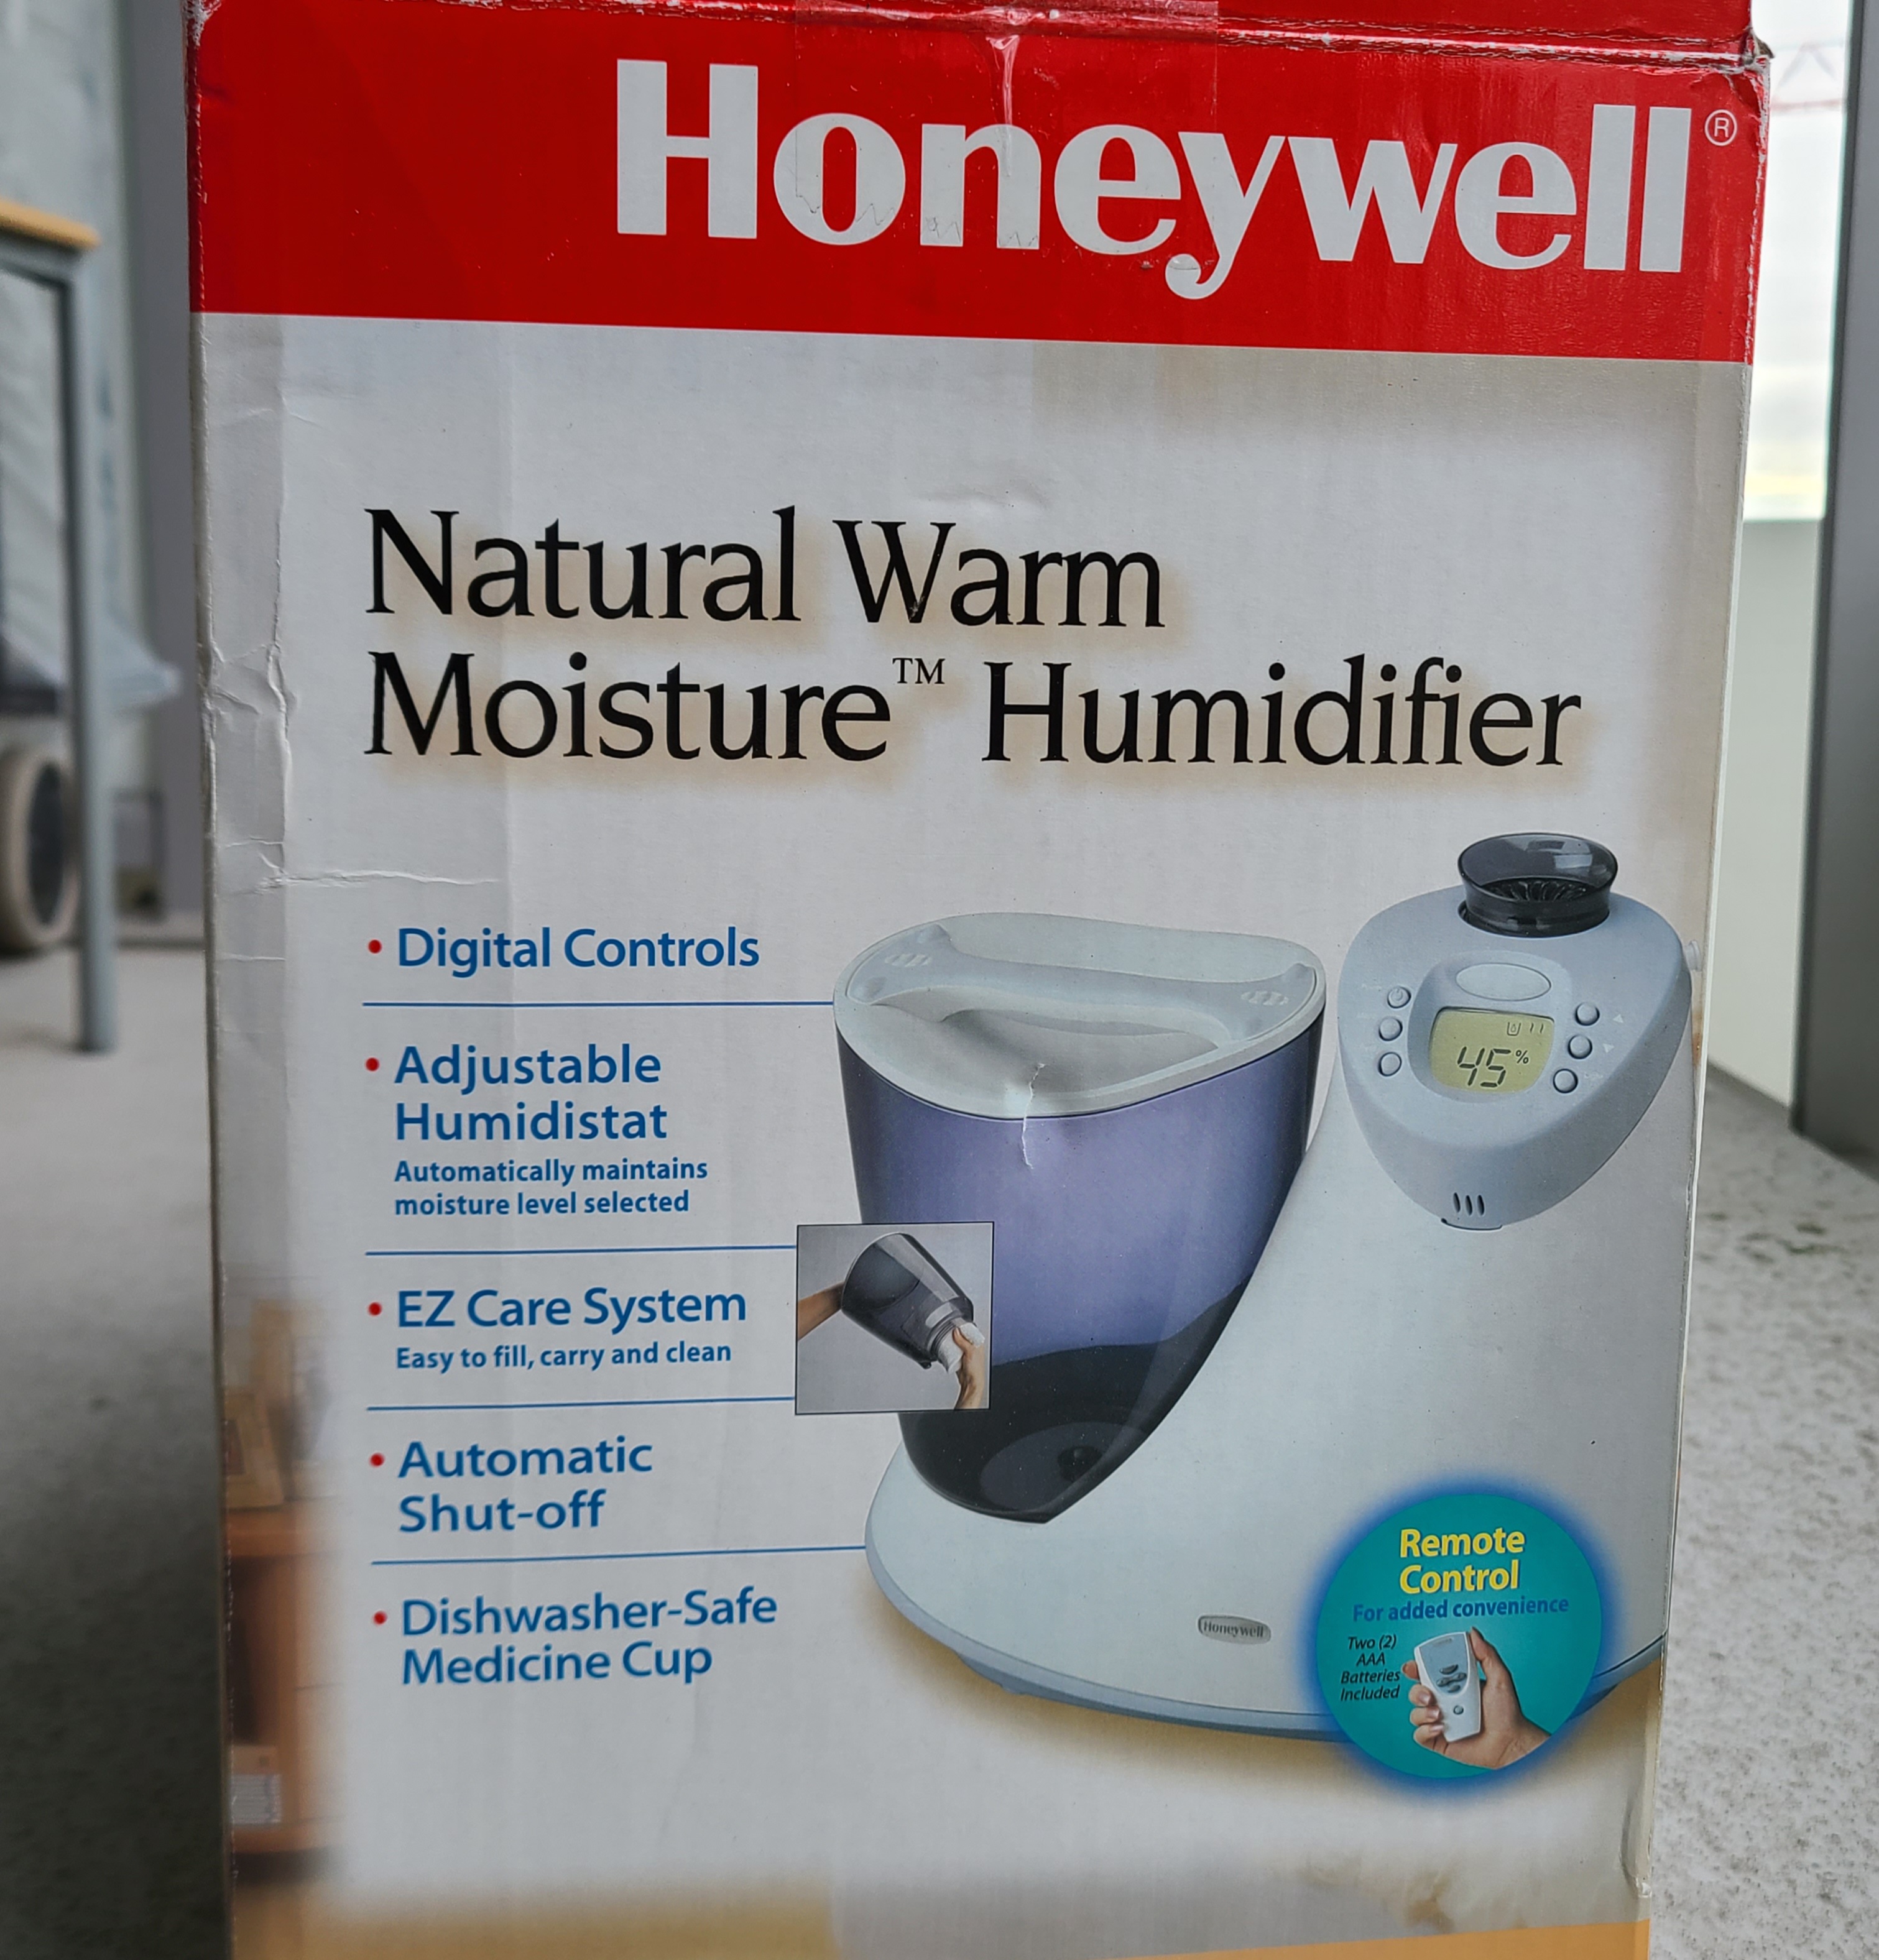 Honeywell®
Natural Warm
Moisture™ Humidifier
• Digital Controls
• Adjustable
Humidistat
Automatically maintains
moisture level selected
• EZ Care System
Easy to fill, carry and clean
• Automatic
Shut-off
• Dishwasher-Safe
Medicine Cup
45%
Honeywell
Remote
Control
For added convenience
Two (2)
AAA
Batteries
Included